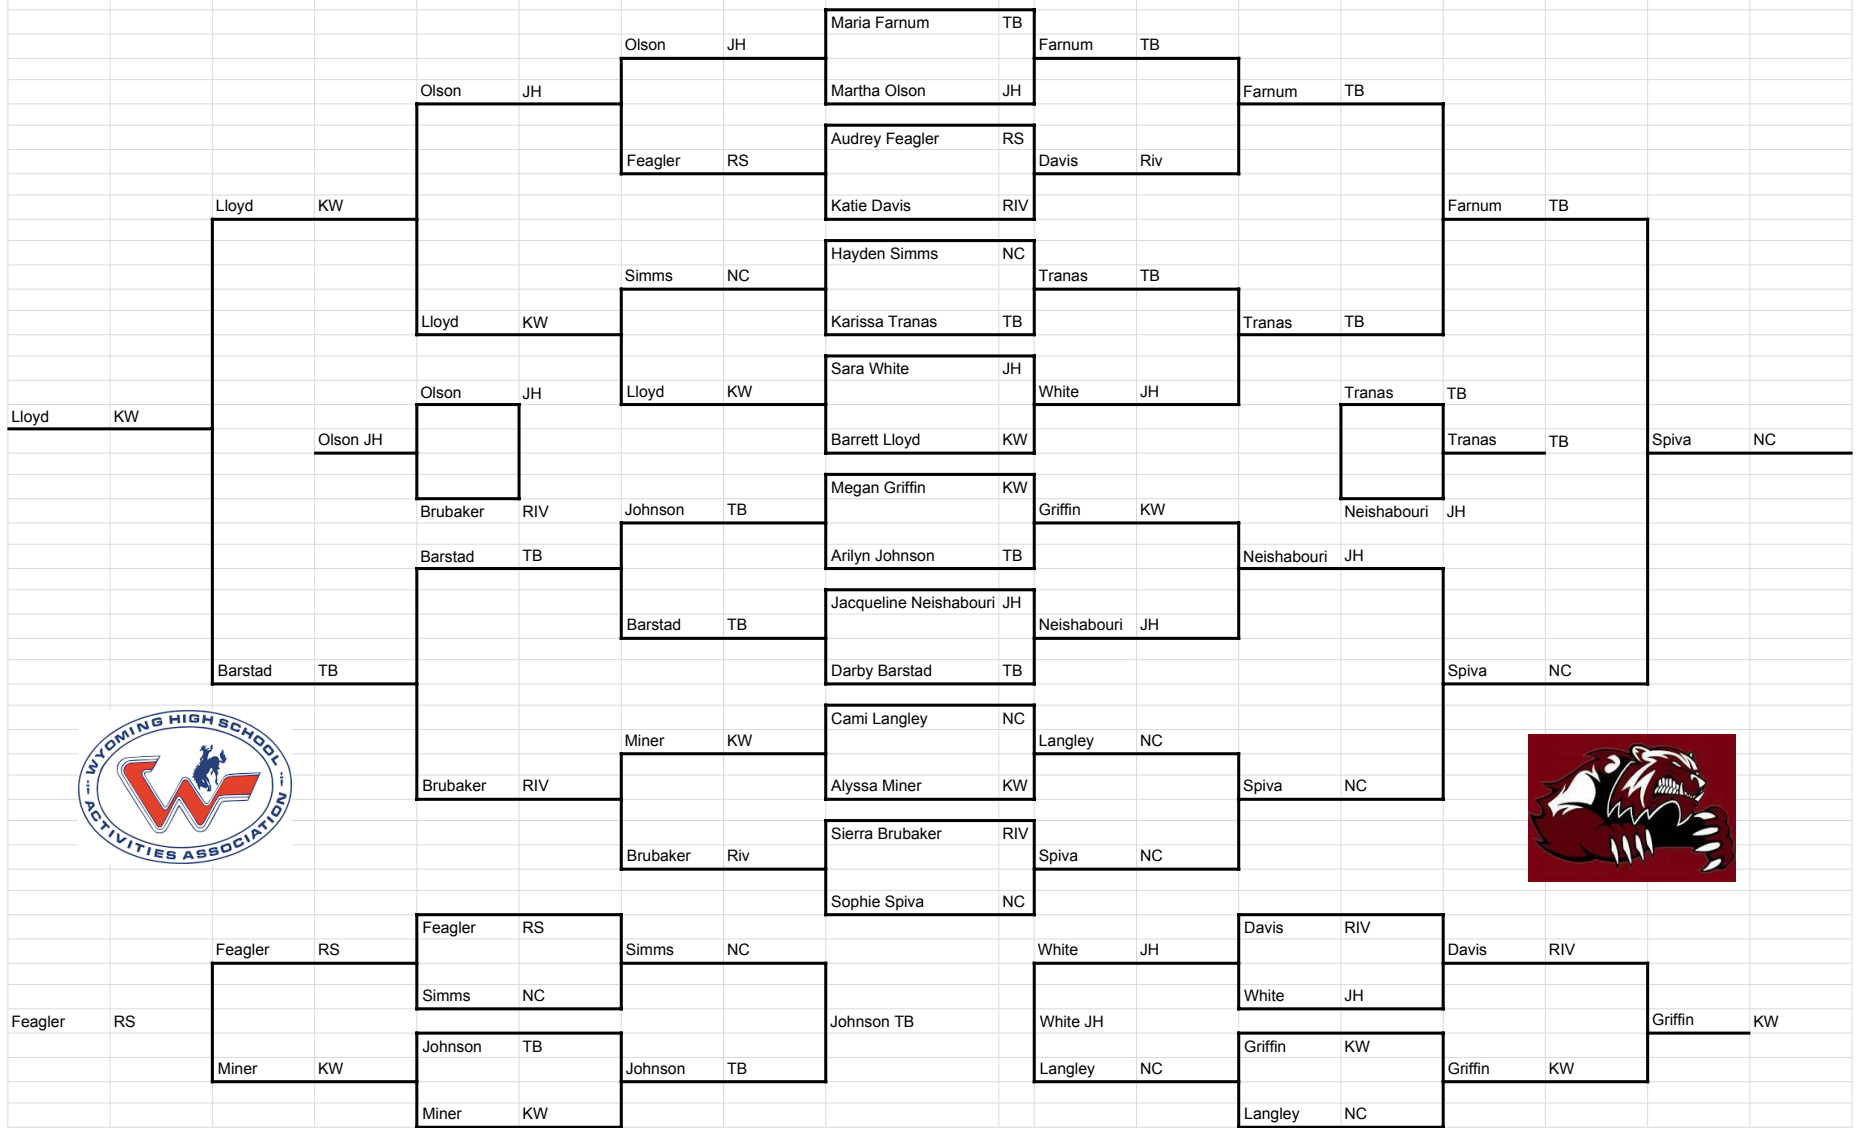 Maria Farnum TB
Olson JH Farnum TB
Olson JH Martha Olson JH Farnum TB
Audrey Feagler RS
Feagler RS Davis Riv
Lloyd KW Katie Davis RIV Farnum TB
Hayden Simms NC
Simms NC Tranas TB
Lloyd KW Karissa Tranas TB Tranas TB
Sara White JH
Olson JH Lloyd KW White JH Tranas TB
Lloyd KW
Olson JH Barrett Lloyd KW Tranas TB Spiva NC
Megan Griffin KW
Brubaker RIV Johnson TB Griffin KW Neishabouri JH
Barstad TB Arilyn Johnson TB Neishabouri JH
Jacqueline Neishabouri JH
Barstad TB Neishabouri JH
Barstad TB Darby Barstad TB Spiva NC
Cami Langley NC
WYOMING HIGH SCHOOL
ACTIVITIES ASSOCIATION
Miner KW Langley NC
Brubaker RIV Alyssa Miner KW Spiva NC
Sierra Brubaker RIV
Brubaker Riv Spiva NC
Sophie Spiva NC
Feagler RS Davis RIV
Feagler RS Simms NC White JH Davis RIV
Simms NC White JH
Feagler RS Johnson TB White JH Griffin KW
Johnson TB Griffin KW
Miner KW Johnson TB Langley NC Griffin KW
Miner KW Langley NC